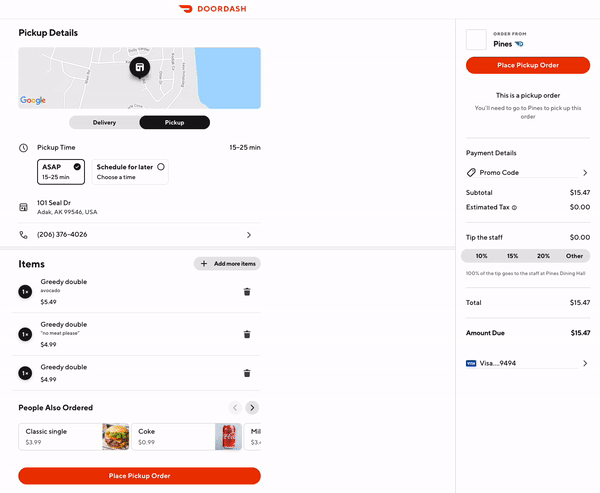 DOORDASH
Pickup Details
Google
Delivery
Pickup
Pickup Time
15–25 min
ASAP
15–25 min
Schedule for later
Choose a time
101 Seal Dr
Adak, AK 99546, USA
(206) 376-4026
Items
+ Add more items
1×
Greedy double
avocado
$5.49
1×
Greedy double
"no meat please"
$4.99
1×
Greedy double
$4.99
People Also Ordered
Classic single
$3.99
Coke
$0.99
Mil
$3.
Place Pickup Order
ORDER FROM
Pines
Place Pickup Order
This is a pickup order
You'll need to go to Pines to pick up this
order
Payment Details
Promo Code
Subtotal
$15.47
Estimated Tax
$0.00
Tip the staff
$0.00
10%
15%
20%
Other
100% of the tip goes to the staff at Pines Dining Hall
Total
$15.47
Amount Due
$15.47
VISA
Visa....9494